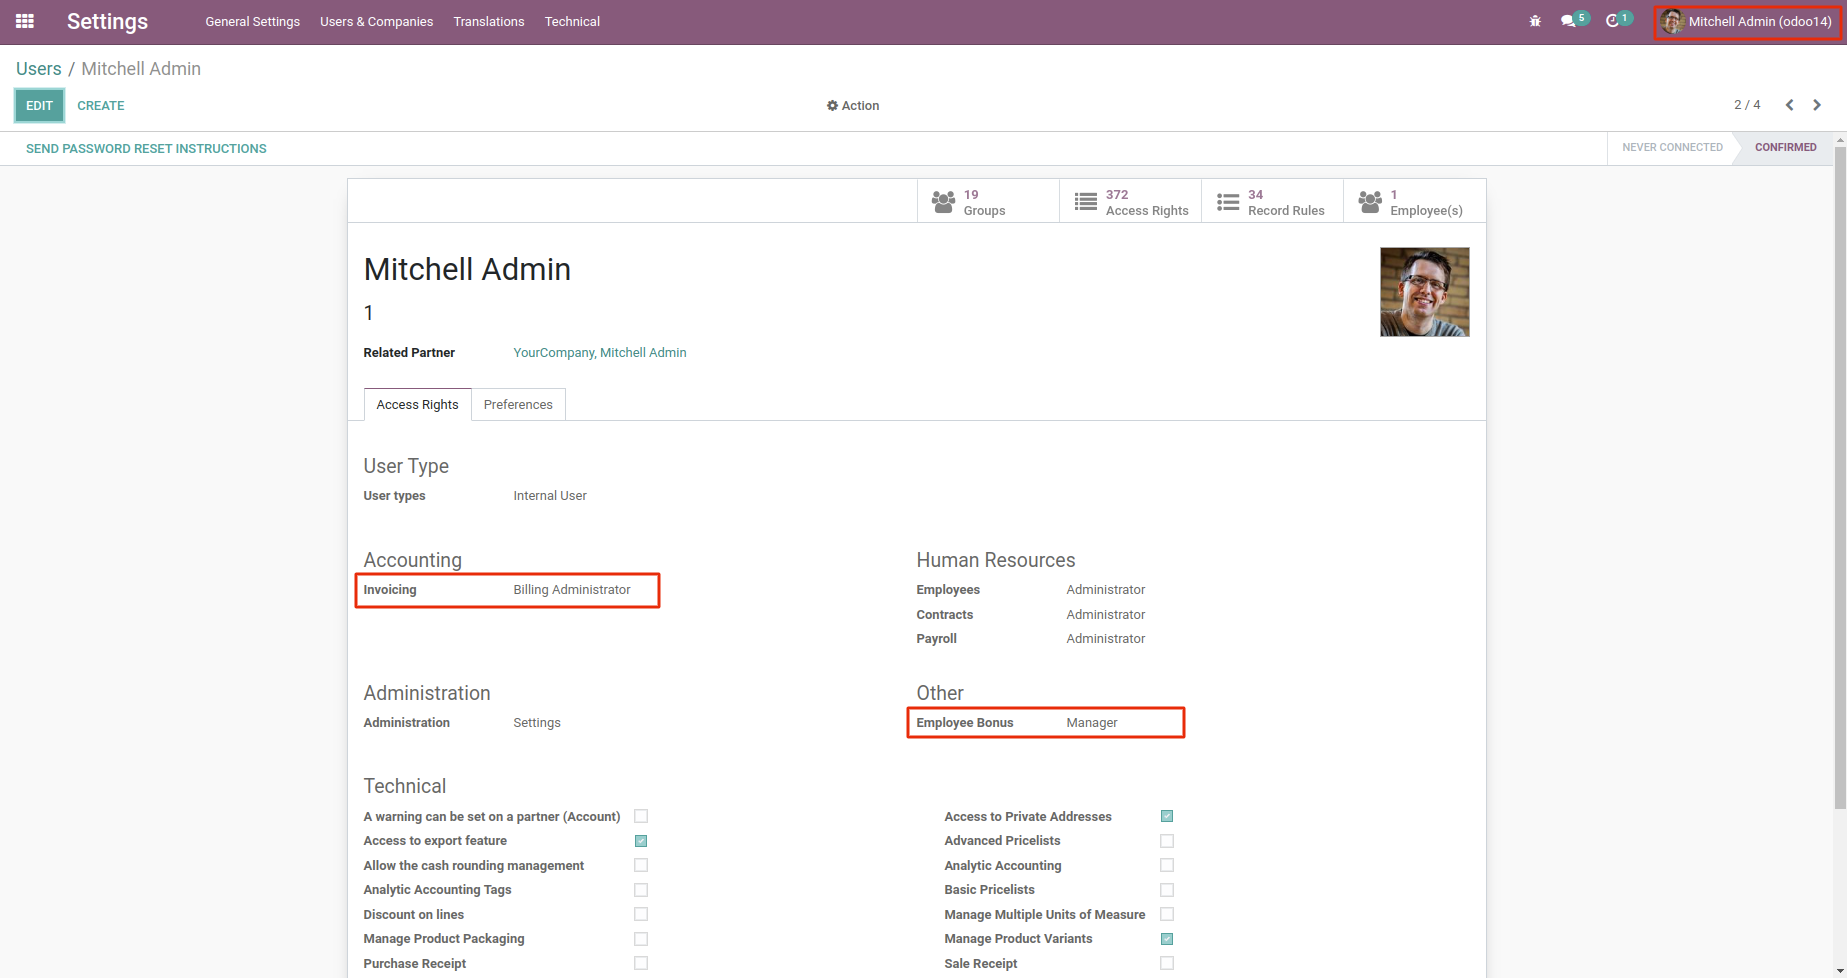 Settings
General Settings
Users & Companies
Translations
Technical
5
1
Mitchell Admin (odoo14)
Users / Mitchell Admin
EDIT
CREATE
Action
2 / 4
SEND PASSWORD RESET INSTRUCTIONS
NEVER CONNECTED
CONFIRMED
19
Groups
372
Access Rights
34
Record Rules
1
Employee(s)
Mitchell Admin
1
Related Partner
YourCompany, Mitchell Admin
Access Rights
Preferences
User Type
User types
Internal User
Accounting
Invoicing
Billing Administrator
Human Resources
Employees
Administrator
Contracts
Administrator
Payroll
Administrator
Administration
Administration
Settings
Other
Employee Bonus
Manager
Technical
A warning can be set on a partner (Account)
Access to export feature
Allow the cash rounding management
Analytic Accounting Tags
Discount on lines
Manage Product Packaging
Purchase Receipt
Access to Private Addresses
Advanced Pricelists
Analytic Accounting
Basic Pricelists
Manage Multiple Units of Measure
Manage Product Variants
Sale Receipt